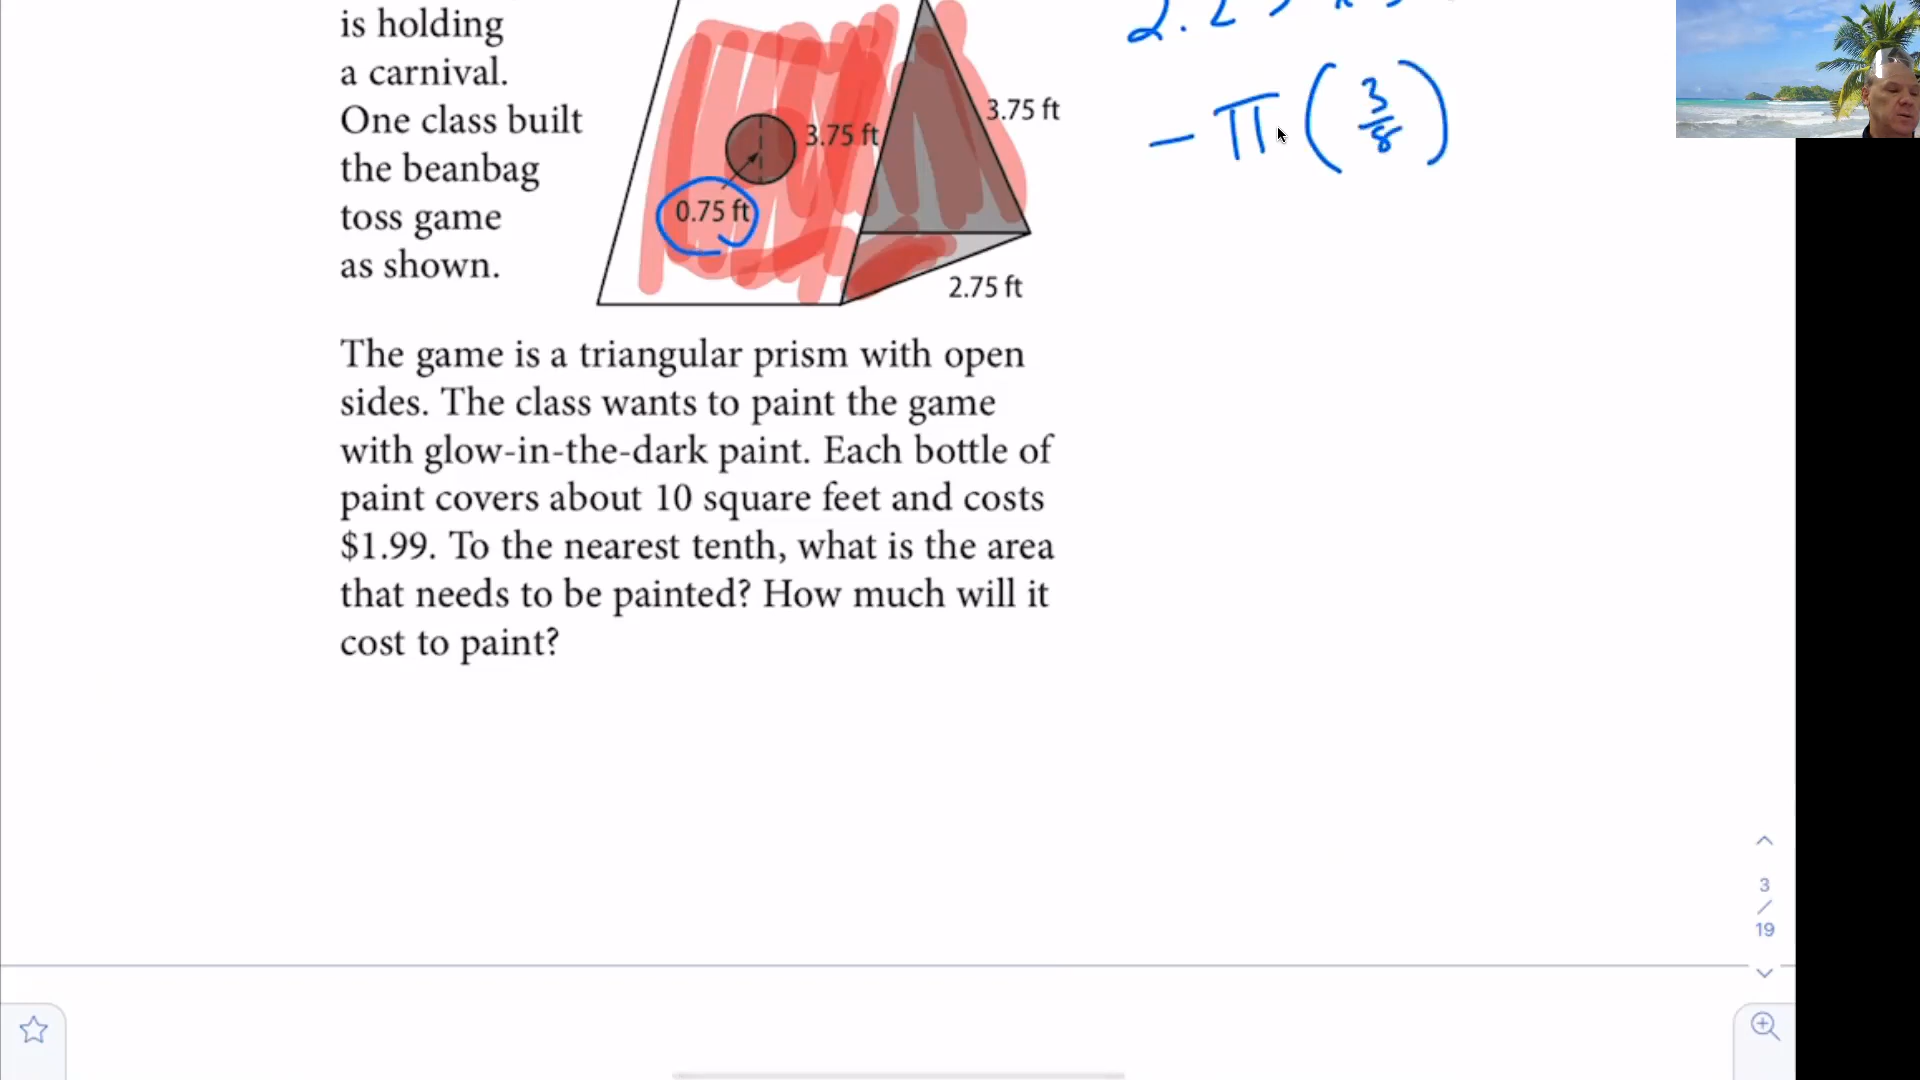 is holding
a carnival.
One class built
the beanbag
toss game
as shown.
3.75 ft
3.75 ft
0.75 ft
2.75 ft
- π (3/8)
The game is a triangular prism with open
sides. The class wants to paint the game
with glow-in-the-dark paint. Each bottle of
paint covers about 10 square feet and costs
$1.99. To the nearest tenth, what is the area
that needs to be painted? How much will it
cost to paint?
3
/
19